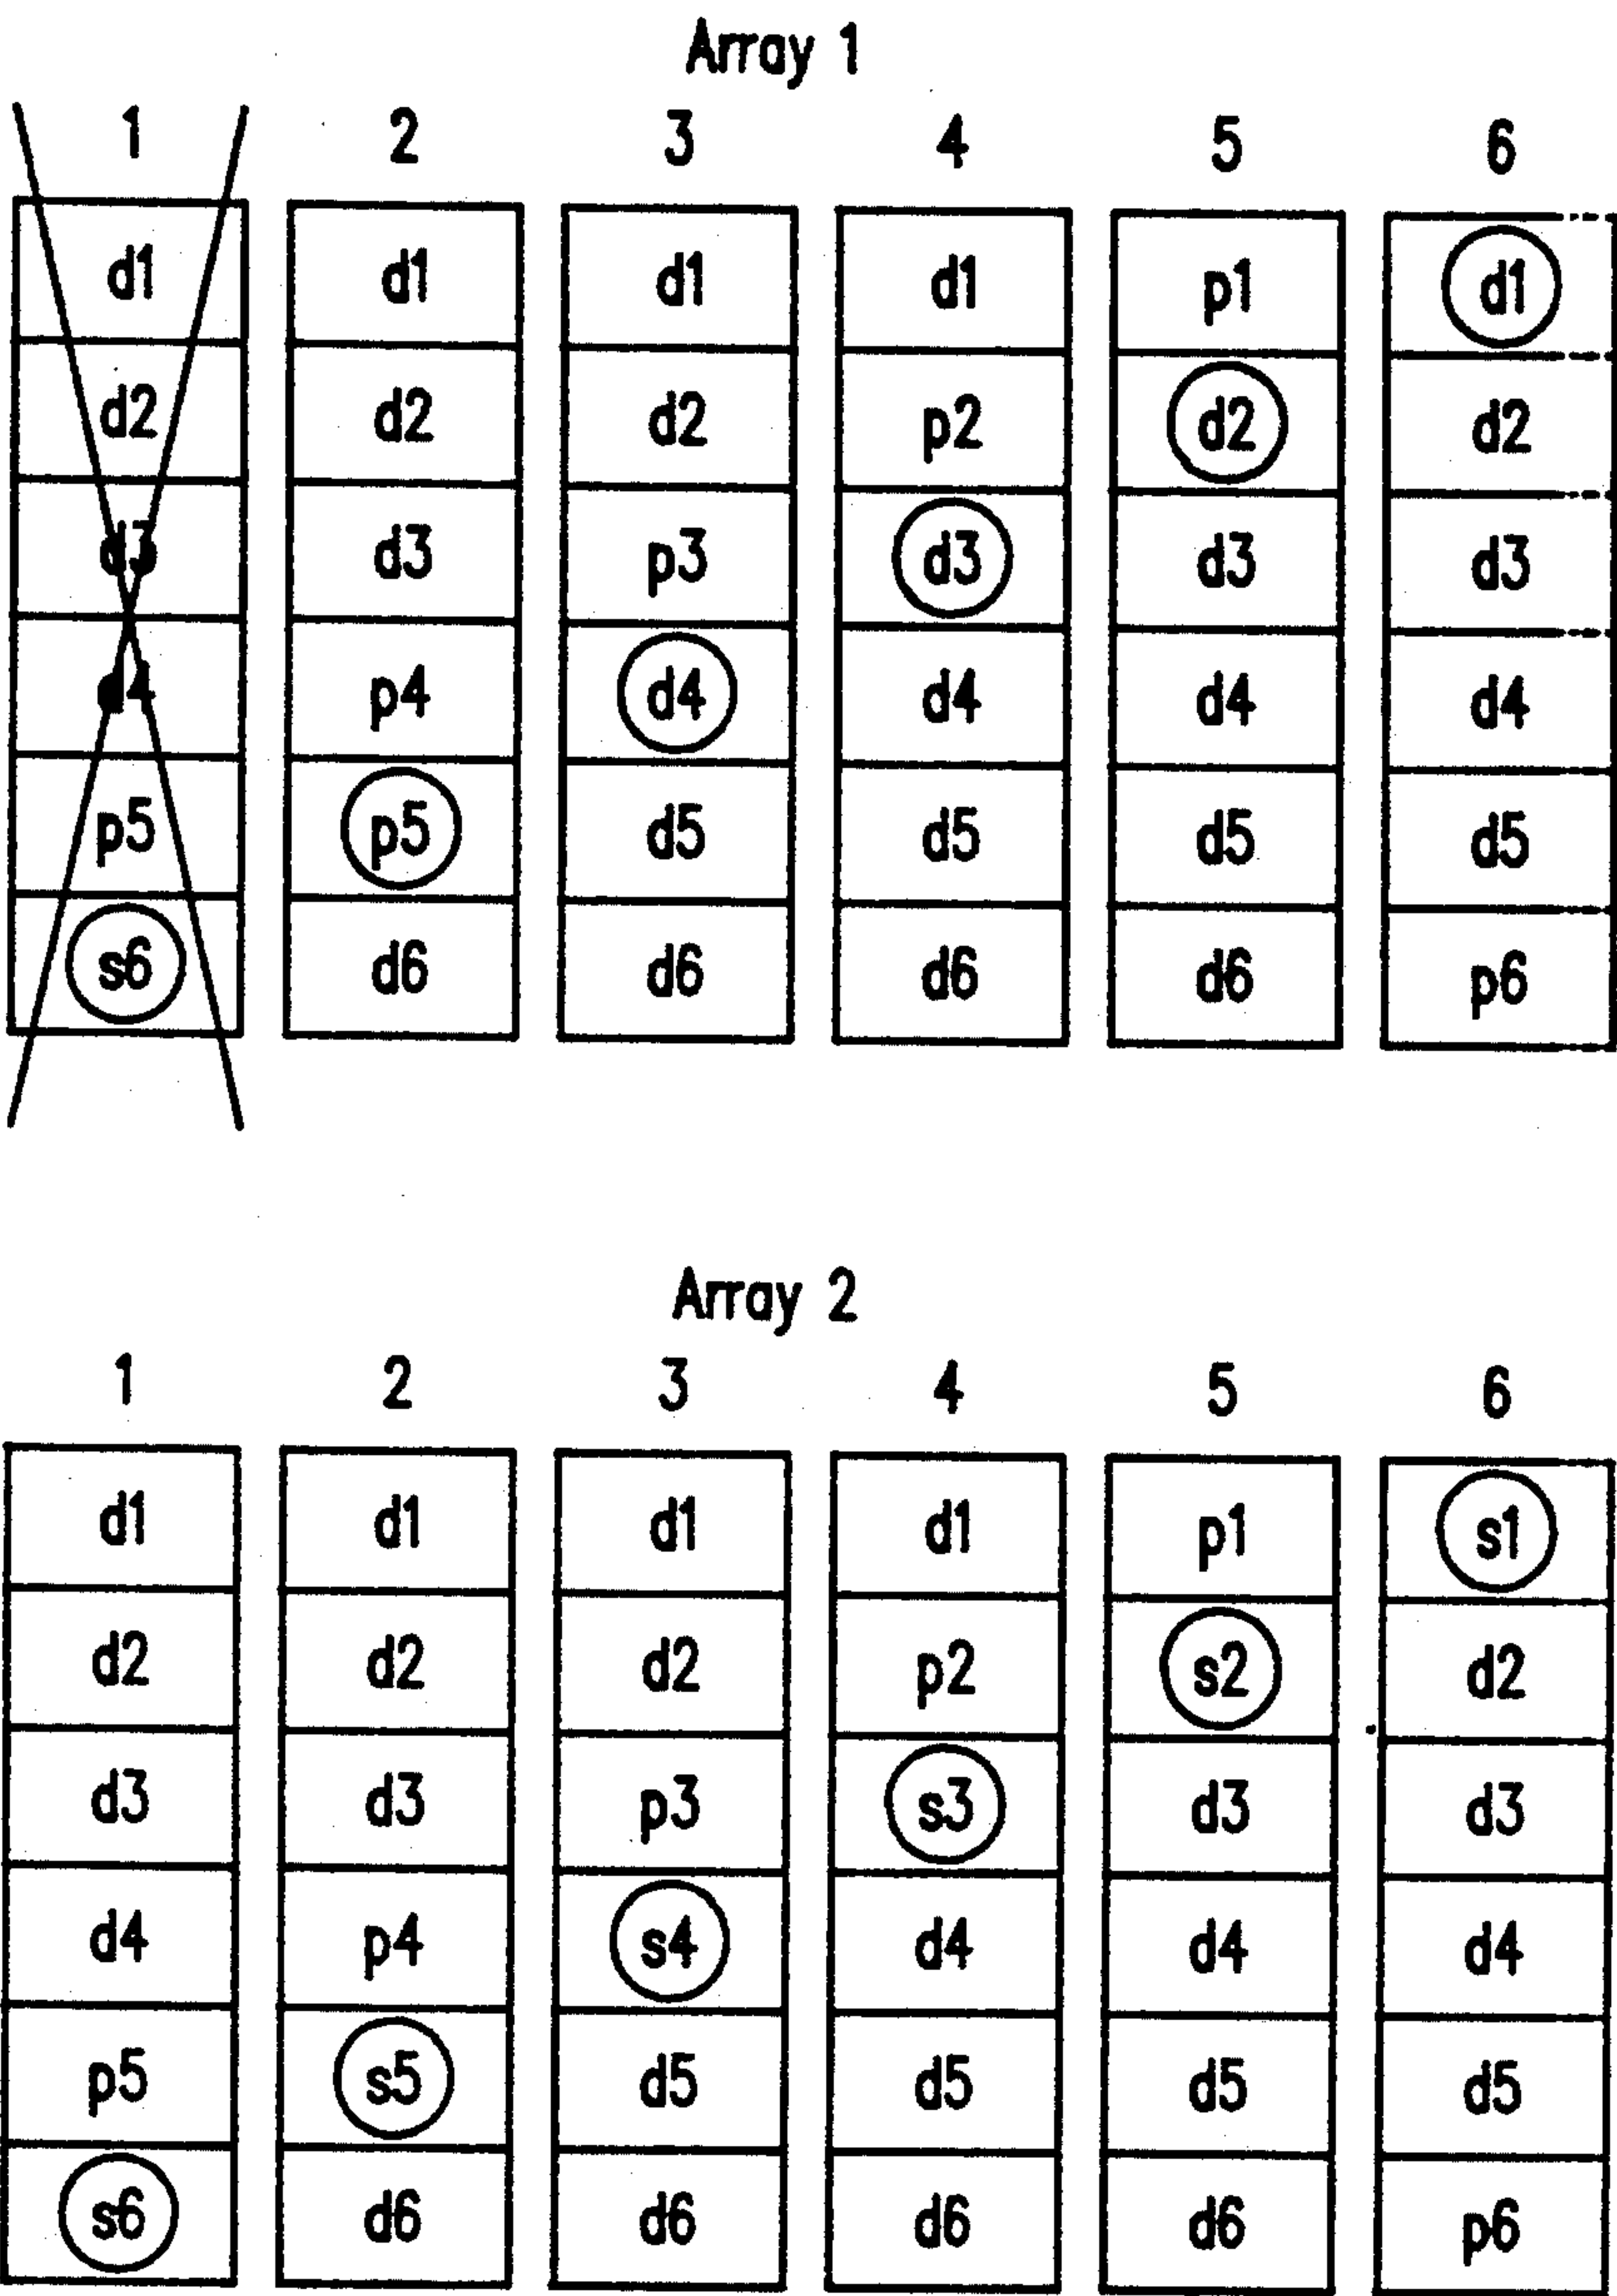 Array 1
1 2 3 4 5 6
d1 d1 d1 d1 p1 d1
d2 d2 d2 p2 d2 d2
d3 d3 p3 d3 d3 d3
d4 p4 d4 d4 d4 d4
p5 p5 d5 d5 d5 d5
s6 d6 d6 d6 d6 p6
Array 2
1 2 3 4 5 6
d1 d1 d1 d1 p1 s1
d2 d2 d2 p2 s2 d2
d3 d3 p3 s3 d3 d3
d4 p4 s4 d4 d4 d4
p5 s5 d5 d5 d5 d5
s6 d6 d6 d6 d6 p6